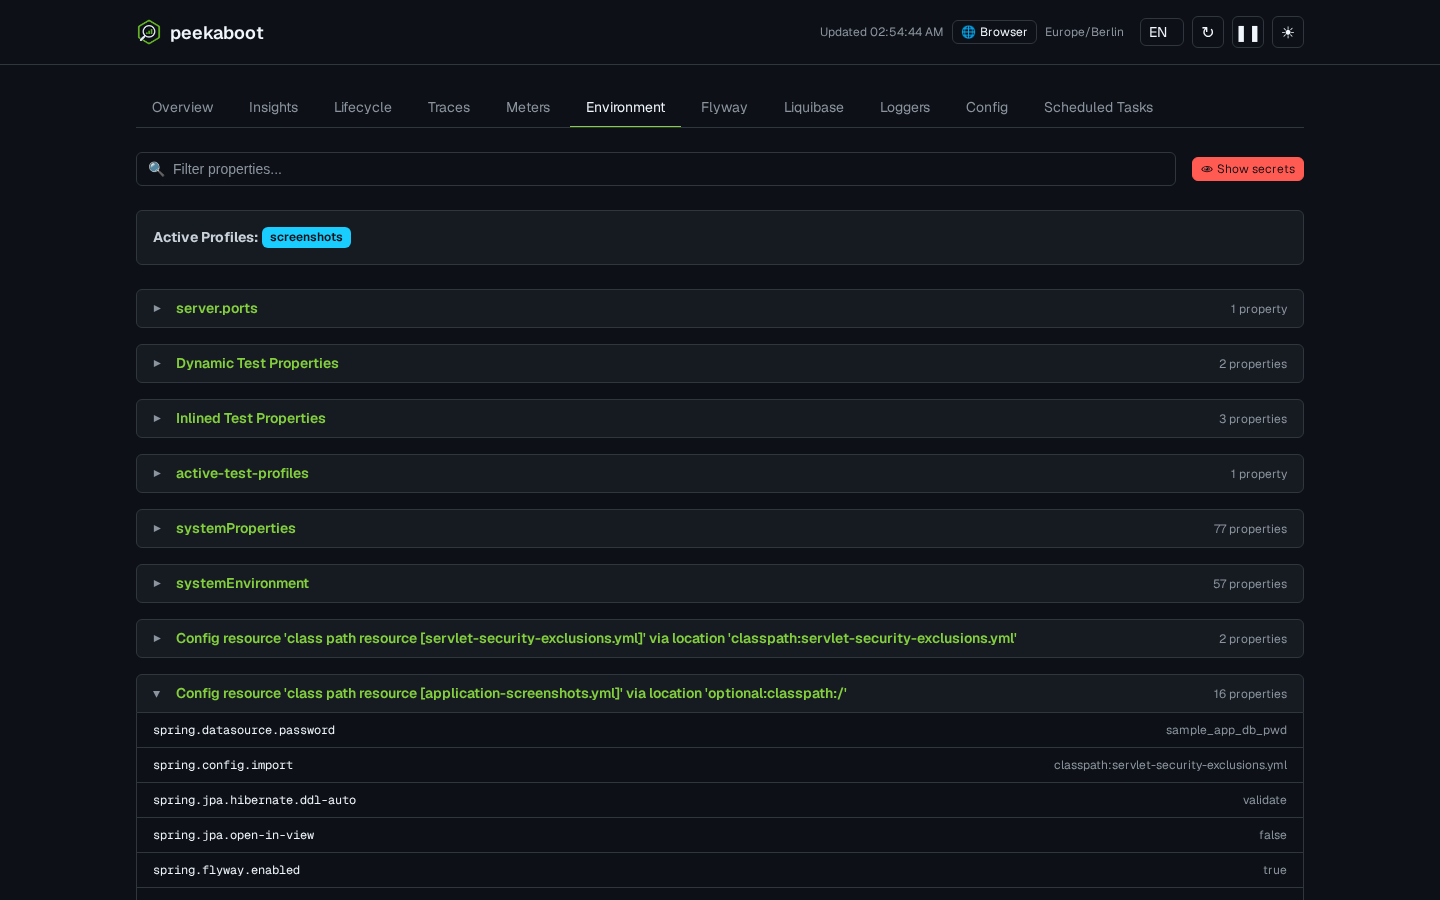 peekaboot
Updated 02:54:44 AM
Browser
Europe/Berlin
EN
Overview
Insights
Lifecycle
Traces
Meters
Environment
Flyway
Liquibase
Loggers
Config
Scheduled Tasks
Filter properties...
Show secrets
Active Profiles: screenshots
server.ports
1 property
Dynamic Test Properties
2 properties
Inlined Test Properties
3 properties
active-test-profiles
1 property
systemProperties
77 properties
systemEnvironment
57 properties
Config resource 'class path resource [servlet-security-exclusions.yml]' via location 'classpath:servlet-security-exclusions.yml'
2 properties
Config resource 'class path resource [application-screenshots.yml]' via location 'optional:classpath:/'
16 properties
spring.datasource.password
sample_app_db_pwd
spring.config.import
classpath:servlet-security-exclusions.yml
spring.jpa.hibernate.ddl-auto
validate
spring.jpa.open-in-view
false
spring.flyway.enabled
true